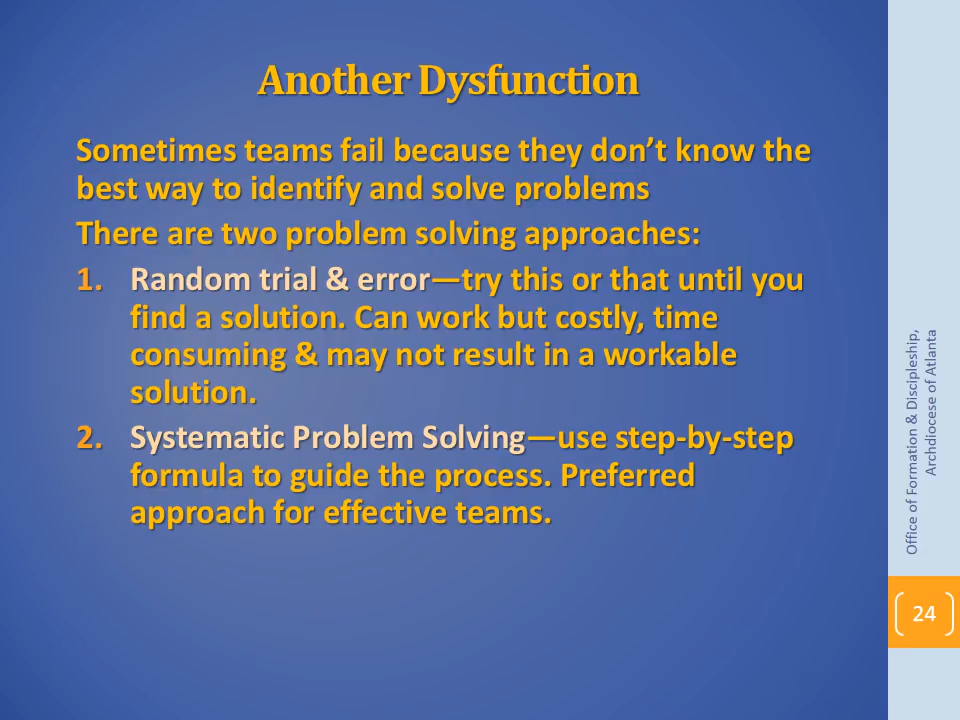 Another Dysfunction
Sometimes teams fail because they don’t know the
best way to identify and solve problems
There are two problem solving approaches:
1. Random trial & error—try this or that until you
find a solution. Can work but costly, time
consuming & may not result in a workable
solution.
2. Systematic Problem Solving—use step-by-step
formula to guide the process. Preferred
approach for effective teams.
Office of Formation & Discipleship,
Archdiocese of Atlanta
24